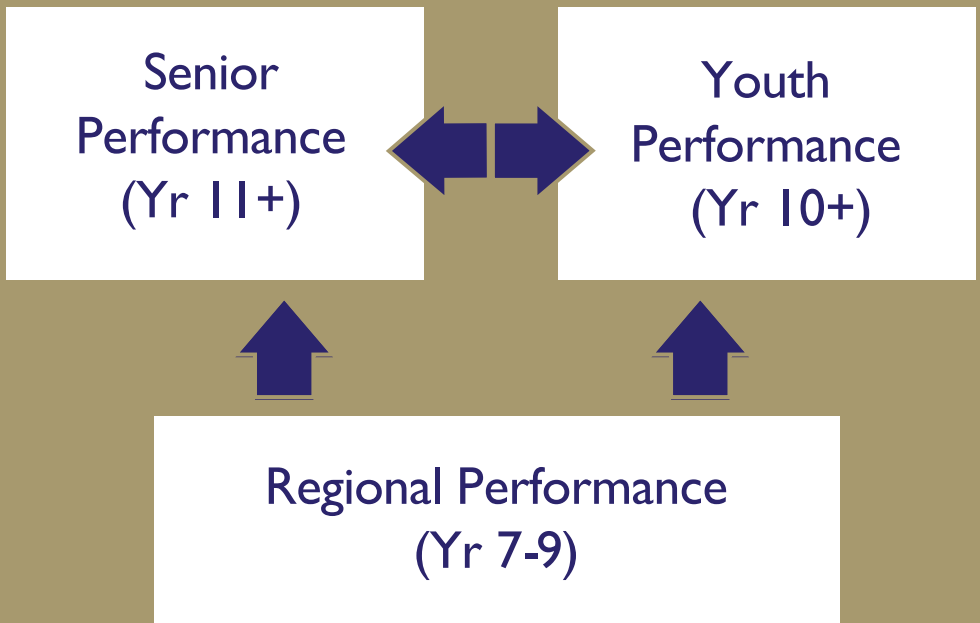 Senior
Performance
(Yr 11+)
Youth
Performance
(Yr 10+)
Regional Performance
(Yr 7-9)